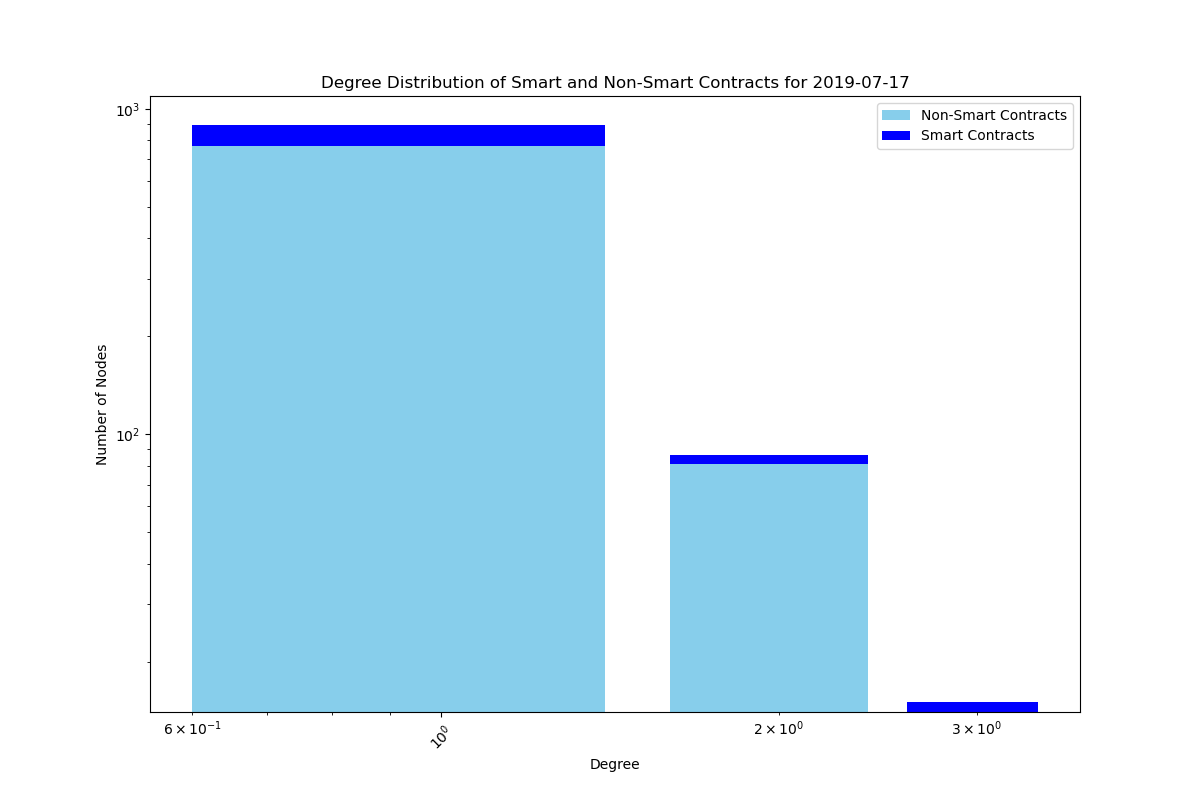 Degree Distribution of Smart and Non-Smart Contracts for 2019-07-17
Non-Smart Contracts
Smart Contracts
10³
10²
Number of Nodes
6 × 10⁻¹
10⁰
2 × 10⁰
3 × 10⁰
Degree